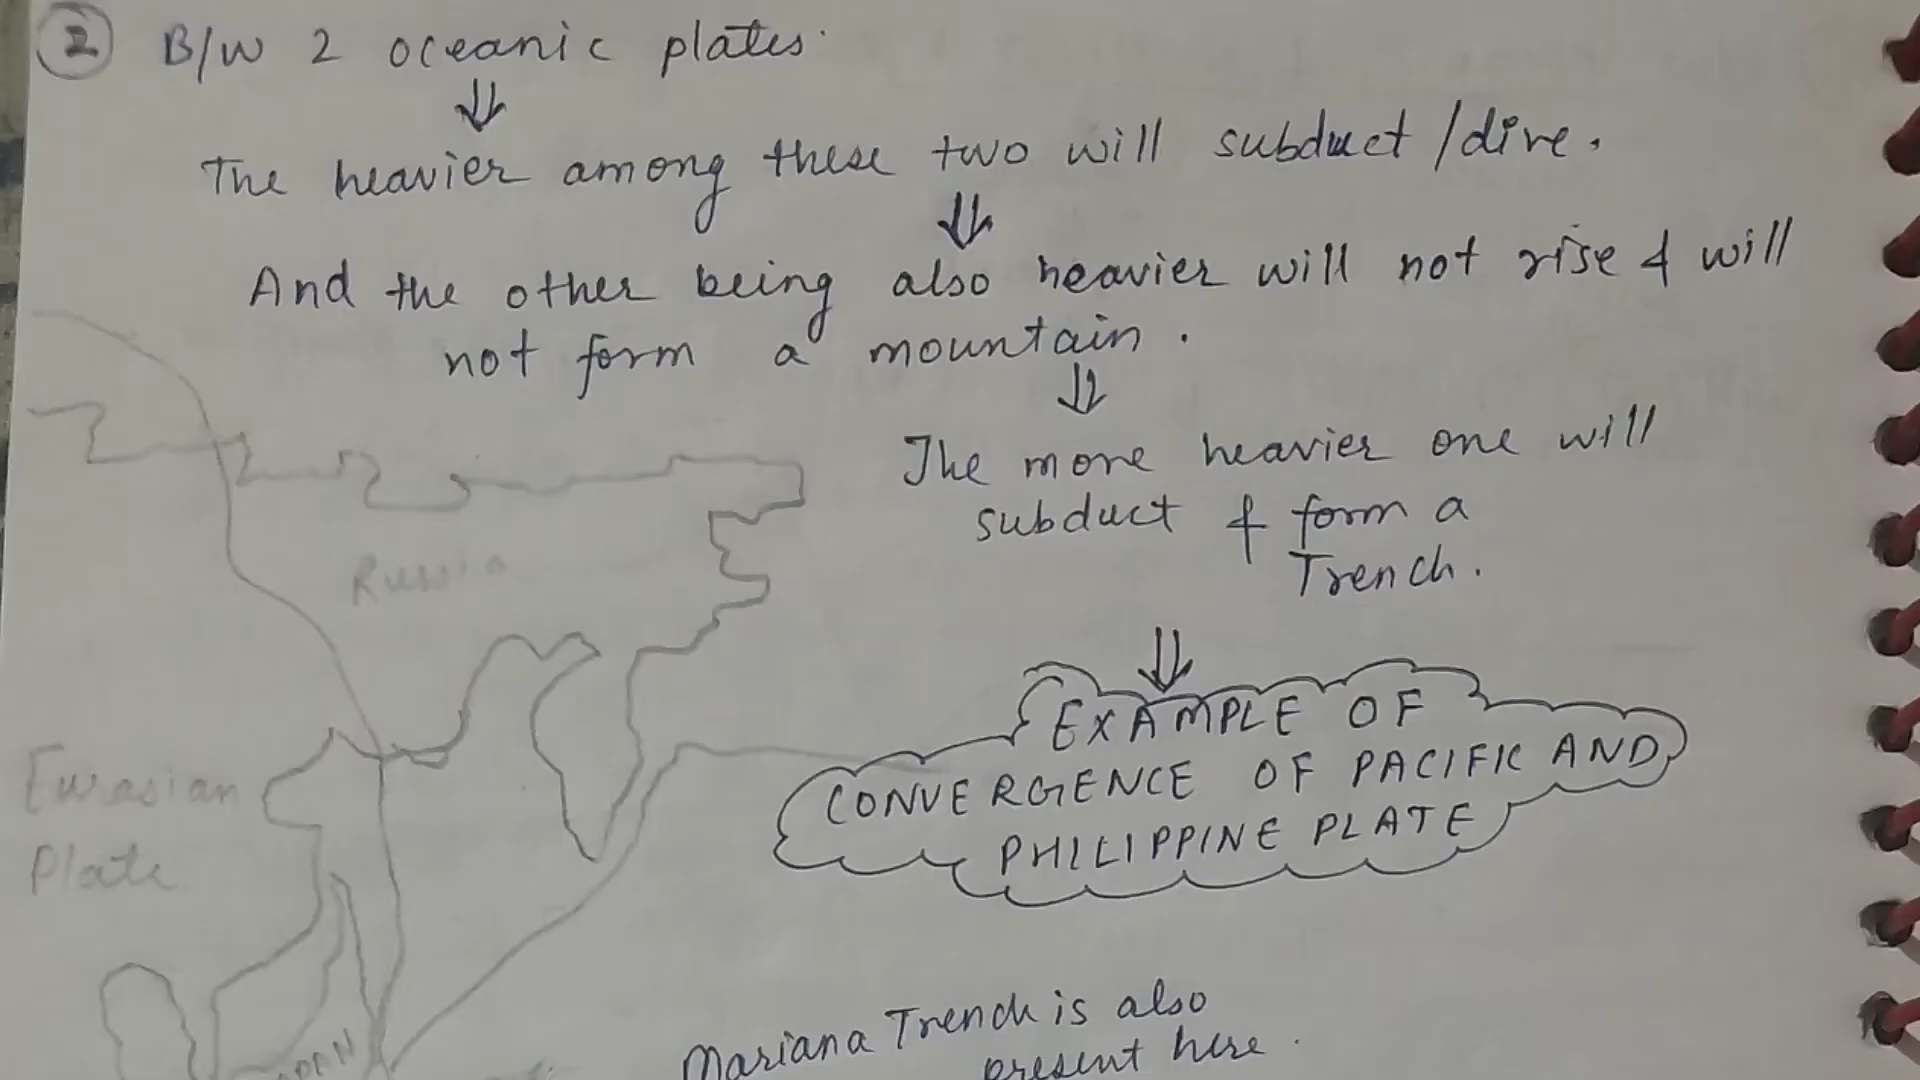 2 B/W 2 oceanic plates.
The heavier among these two will subduct/dive.
And the other being also heavier will not rise & will
not form a mountain.
The more heavier one will
subduct & form a
Trench.
Russia
EXAMPLE OF
CONVERGENCE OF PACIFIC AND
PHILIPPINE PLATE
Eurasian
Plate
Mariana Trench is also
present here.